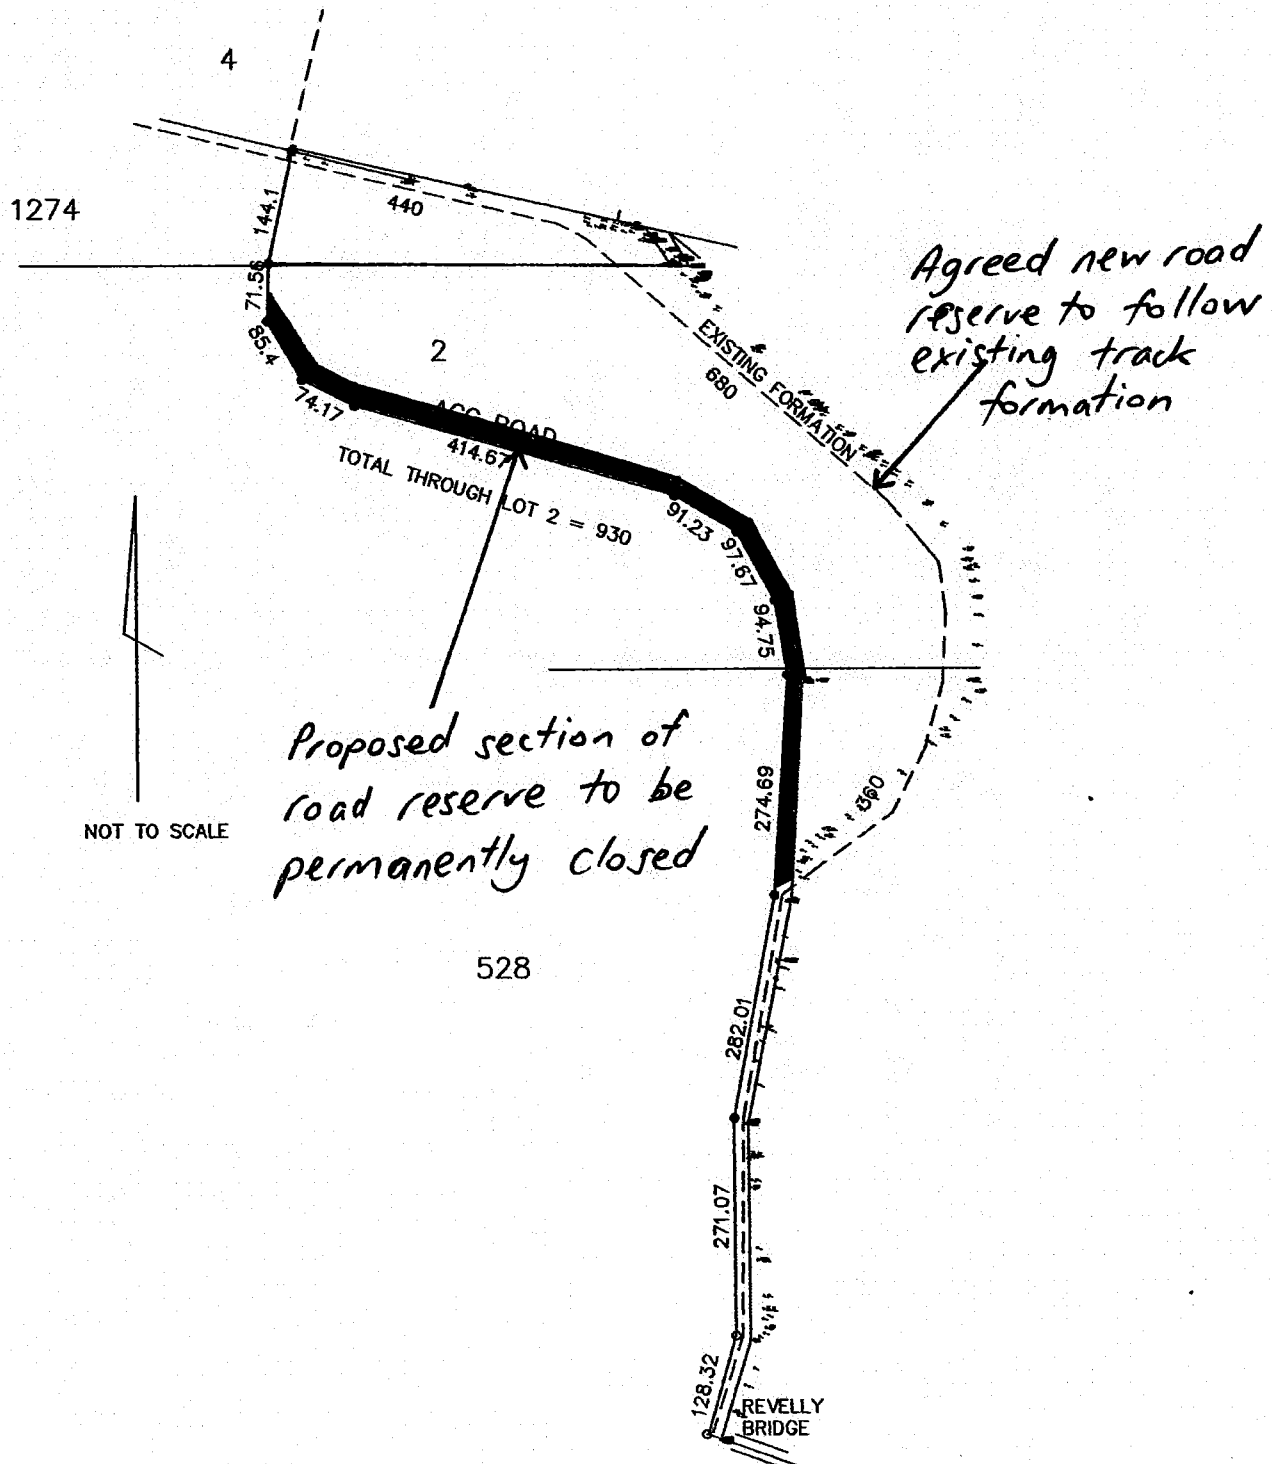 4
1274
144.1
440
71.56
85.4
2
74.17
ACC ROAD
414.67
TOTAL THROUGH LOT 2 = 930
EXISTING FORMATION
680
Agreed new road
reserve to follow
existing track
formation
91.23
97.67
94.75
Proposed section of
road reserve to be
permanently closed
NOT TO SCALE
274.69
360
528
282.01
271.07
128.32
REVELLY
BRIDGE